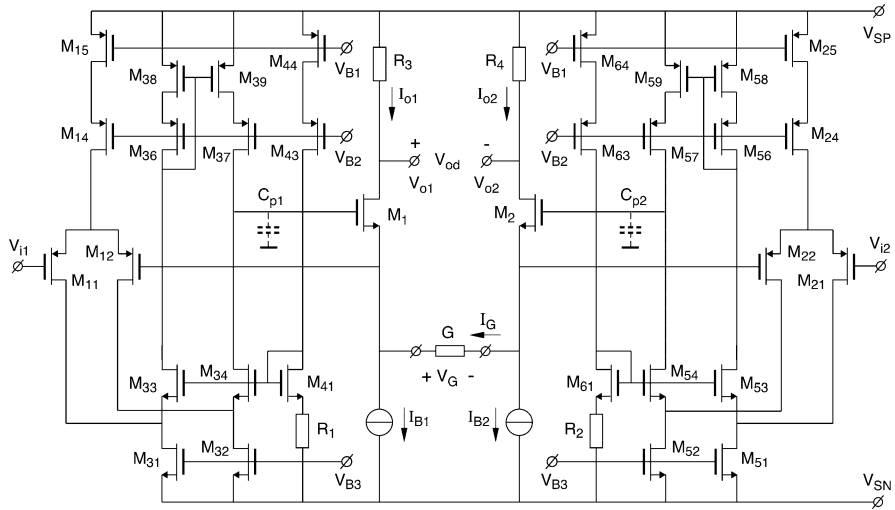 V_SP
M_15
M_38
M_39
M_44
V_B1
R_3
R_4
V_B1
M_64
M_59
M_58
M_25
I_o1
I_o2
M_14
M_36
M_37
M_43
V_B2
+
V_od
-
V_o1
V_o2
V_B2
M_63
M_57
M_56
M_24
C_p1
M_1
M_2
C_p2
V_i1
M_12
M_11
M_22
M_21
V_i2
G
I_G
+ V_G -
M_33
M_34
M_41
M_61
M_54
M_53
R_1
I_B1
I_B2
R_2
M_31
M_32
V_B3
V_B3
M_52
M_51
V_SN